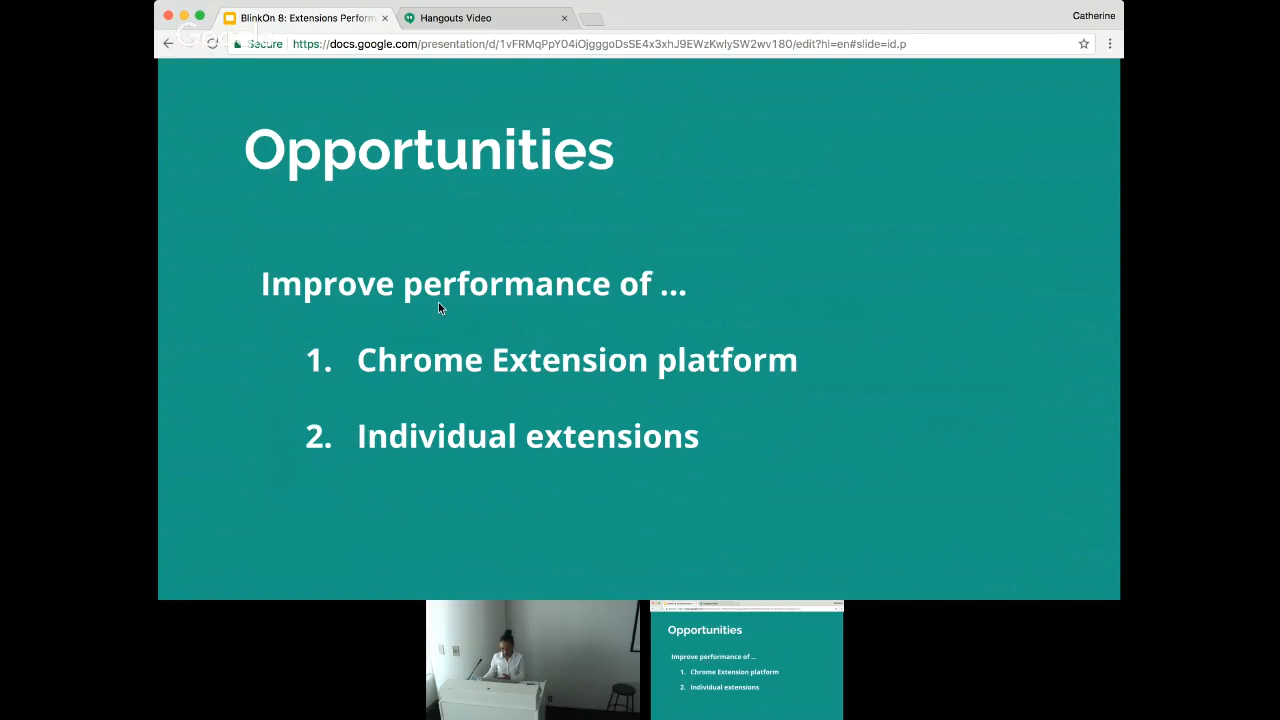 BlinkOn 8: Extensions Perform
Hangouts Video
Catherine
Google
Secure
https://docs.google.com/presentation/d/1vFRMqPpY04iOjgggoDsSE4x3xhJ9EWzKwlySW2wv180/edit?hl=en#slide=id.p
Opportunities
Improve performance of ...
1. Chrome Extension platform
2. Individual extensions
Opportunities
Improve performance of ...
1. Chrome Extension platform
2. Individual extensions